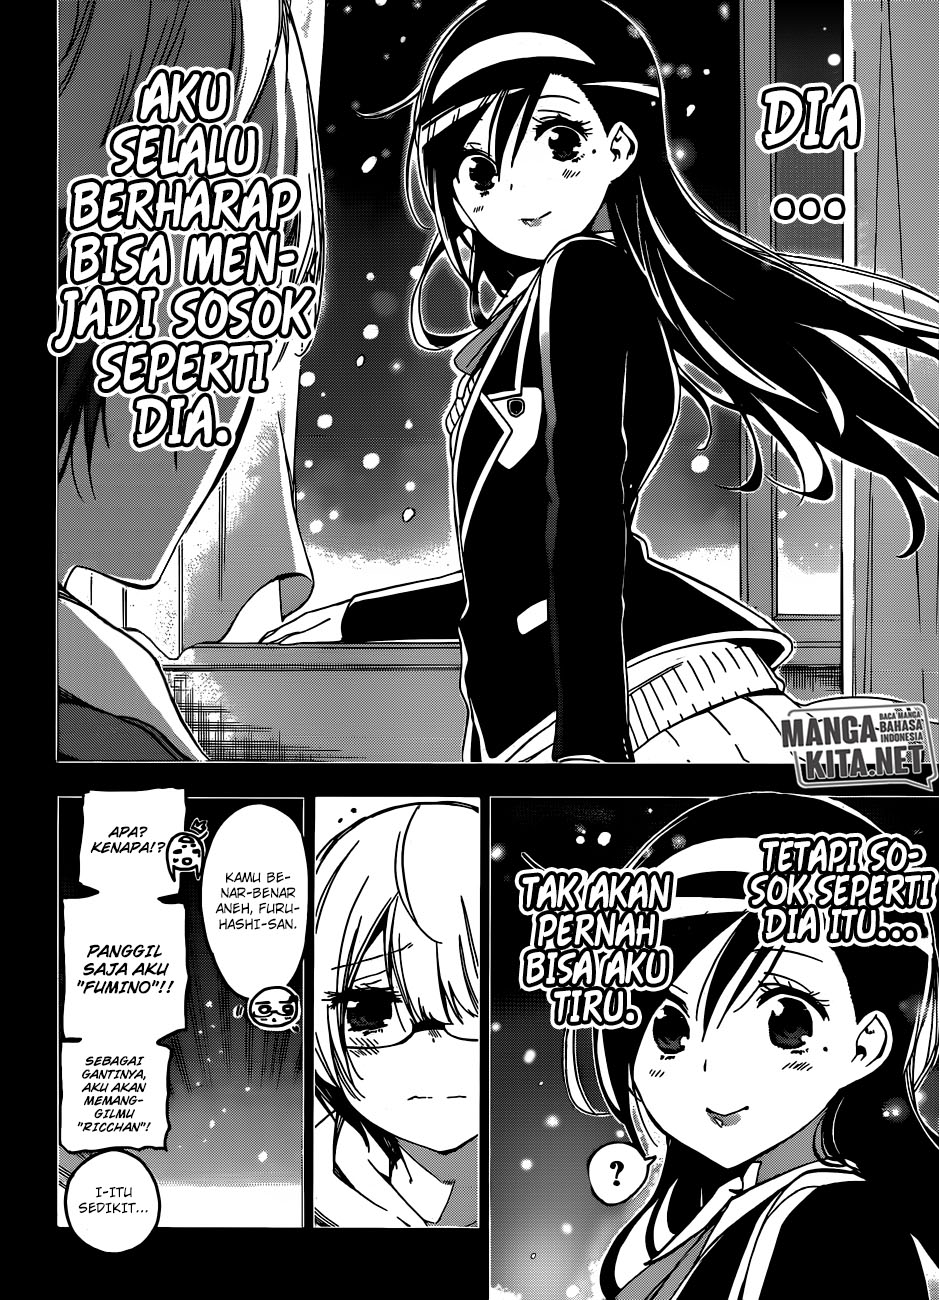 DIA
...
AKU
SELALU
BERHARAP
BISA MEN-
JADI SOSOK
SEPERTI
DIA.
MANGA
KITA.NET
BACA MANGA
BAHASA
INDONESIA
TETAPI SO-
SOK SEPERTI
DIA ITU...
TAK AKAN
PERNAH
BISA AKU
TIRU.
?
KAMU BE-
NAR-BENAR
ANEH, FURU-
HASHI-SAN.
APA?
KENAPA!?
PANGGIL
SAJA AKU
"FUMINO"!!
SEBAGAI
GANTINYA,
AKU AKAN
MEMANG-
GILMU
"RICCHAN"!
I-ITU
SEDIKIT...